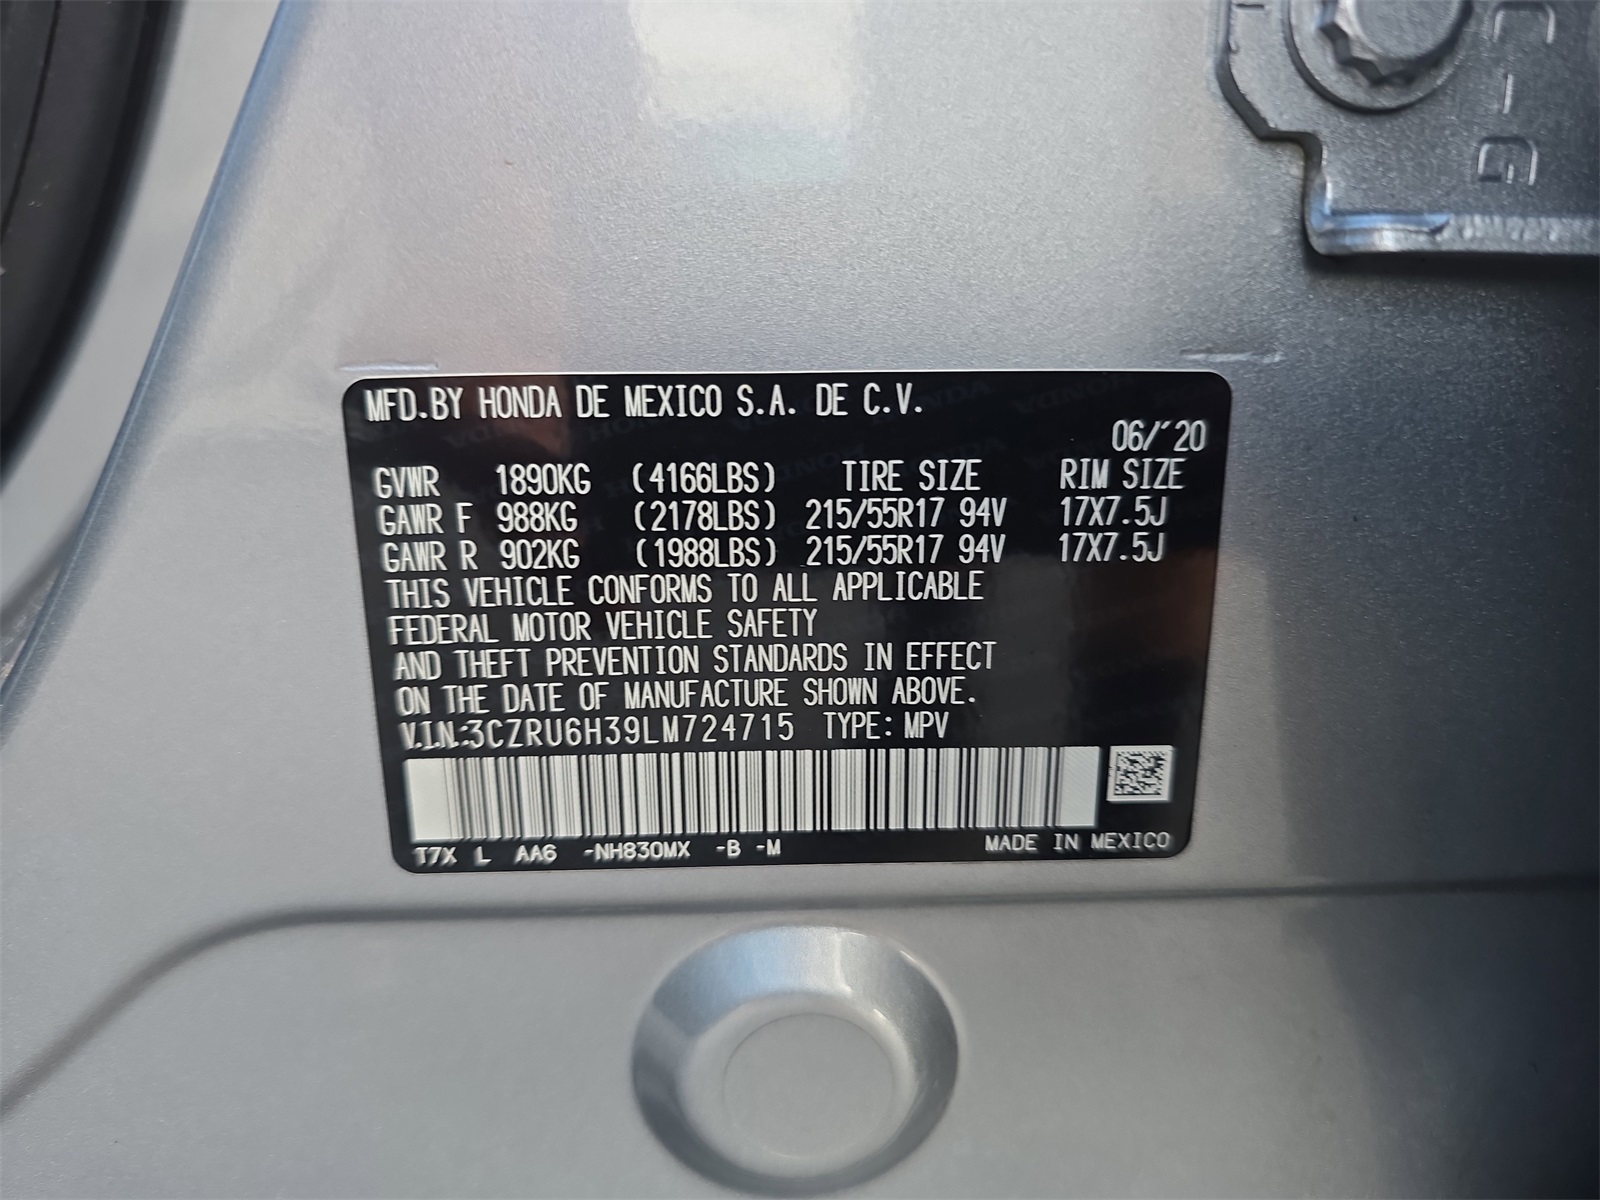 C-G
MFD.BY HONDA DE MEXICO S.A. DE C.V.
06/'20
GVWR 1890KG (4166LBS) TIRE SIZE RIM SIZE
GAWR F 988KG (2178LBS) 215/55R17 94V 17X7.5J
GAWR R 902KG (1988LBS) 215/55R17 94V 17X7.5J
THIS VEHICLE CONFORMS TO ALL APPLICABLE
FEDERAL MOTOR VEHICLE SAFETY
AND THEFT PREVENTION STANDARDS IN EFFECT
ON THE DATE OF MANUFACTURE SHOWN ABOVE.
V.I.N.:3CZRU6H39LM724715 TYPE: MPV
T7X L AA6 -NH830MX -B -M MADE IN MEXICO